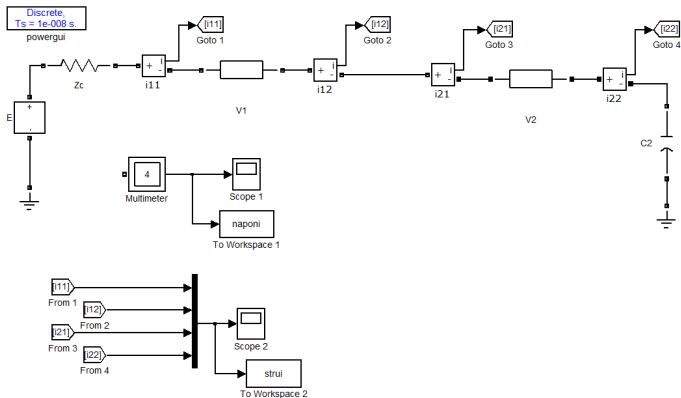 Discrete,
Ts = 1e-008 s.
powergui
[i11]
Goto 1
[i12]
Goto 2
[i21]
Goto 3
[i22]
Goto 4
E
+
-
Zc
+ i -
i11
V1
+ i -
i12
+ i -
i21
V2
+ i -
i22
C2
4
Multimeter
Scope 1
naponi
To Workspace 1
[i11]
From 1
[i12]
From 2
[i21]
From 3
[i22]
From 4
Scope 2
strui
To Workspace 2